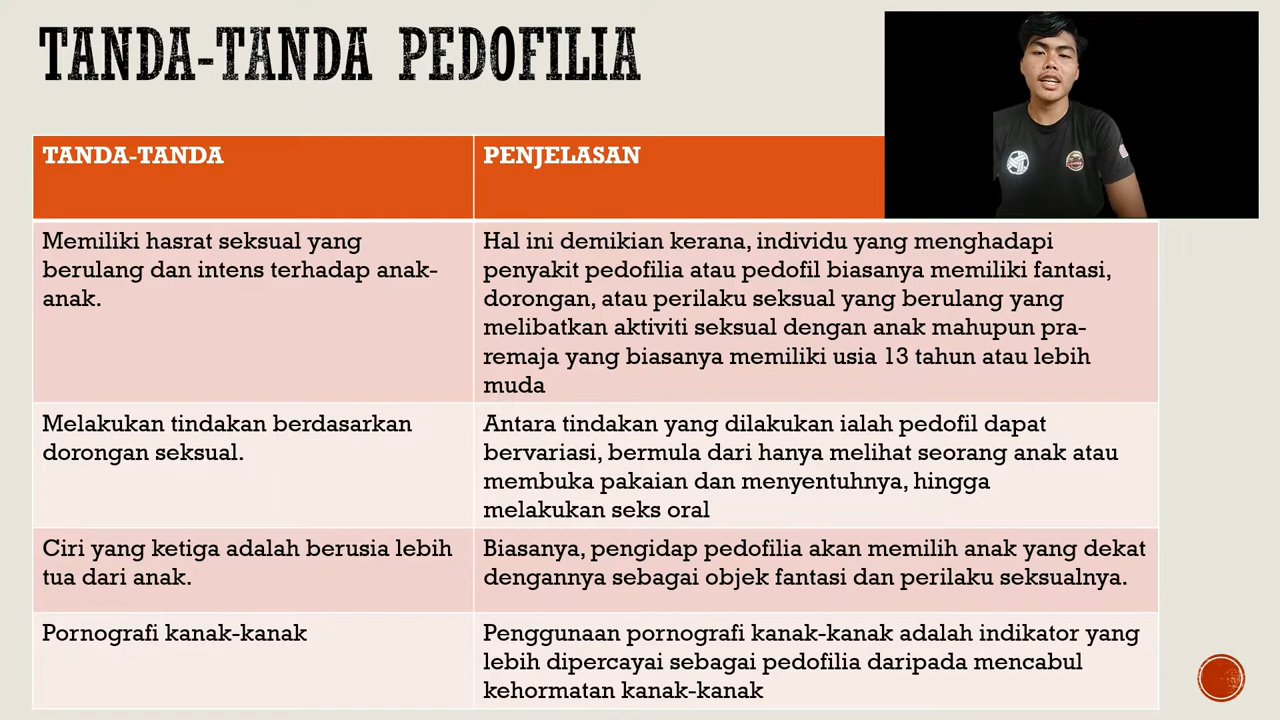 TANDA-TANDA PEDOFILIA
TANDA-TANDA
PENJELASAN
Memiliki hasrat seksual yang
berulang dan intens terhadap anak-
anak.
Hal ini demikian kerana, individu yang menghadapi
penyakit pedofilia atau pedofil biasanya memiliki fantasi,
dorongan, atau perilaku seksual yang berulang yang
melibatkan aktiviti seksual dengan anak mahupun pra-
remaja yang biasanya memiliki usia 13 tahun atau lebih
muda
Melakukan tindakan berdasarkan
dorongan seksual.
Antara tindakan yang dilakukan ialah pedofil dapat
bervariasi, bermula dari hanya melihat seorang anak atau
membuka pakaian dan menyentuhnya, hingga
melakukan seks oral
Ciri yang ketiga adalah berusia lebih
tua dari anak.
Biasanya, pengidap pedofilia akan memilih anak yang dekat
dengannya sebagai objek fantasi dan perilaku seksualnya.
Pornografi kanak-kanak
Penggunaan pornografi kanak-kanak adalah indikator yang
lebih dipercayai sebagai pedofilia daripada mencabul
kehormatan kanak-kanak